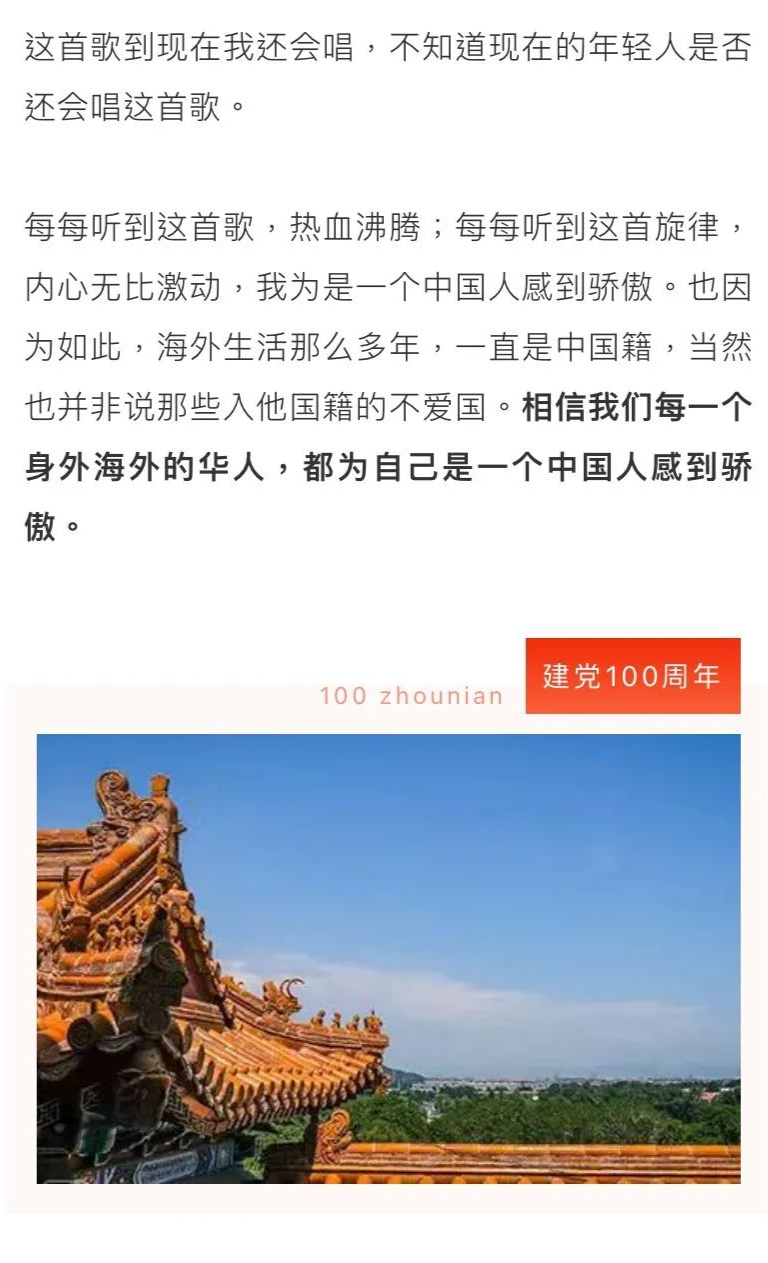 这首歌到现在我还会唱，不知道现在的年轻人是否
还会唱这首歌。
每每听到这首歌，热血沸腾；每每听到这首旋律，
内心无比激动，我为是一个中国人感到骄傲。也因
为如此，海外生活那么多年，一直是中国籍，当然
也并非说那些入他国籍的不爱国。相信我们每一个
身外海外的华人，都为自己是一个中国人感到骄
傲。
建党100周年
100 zhounian